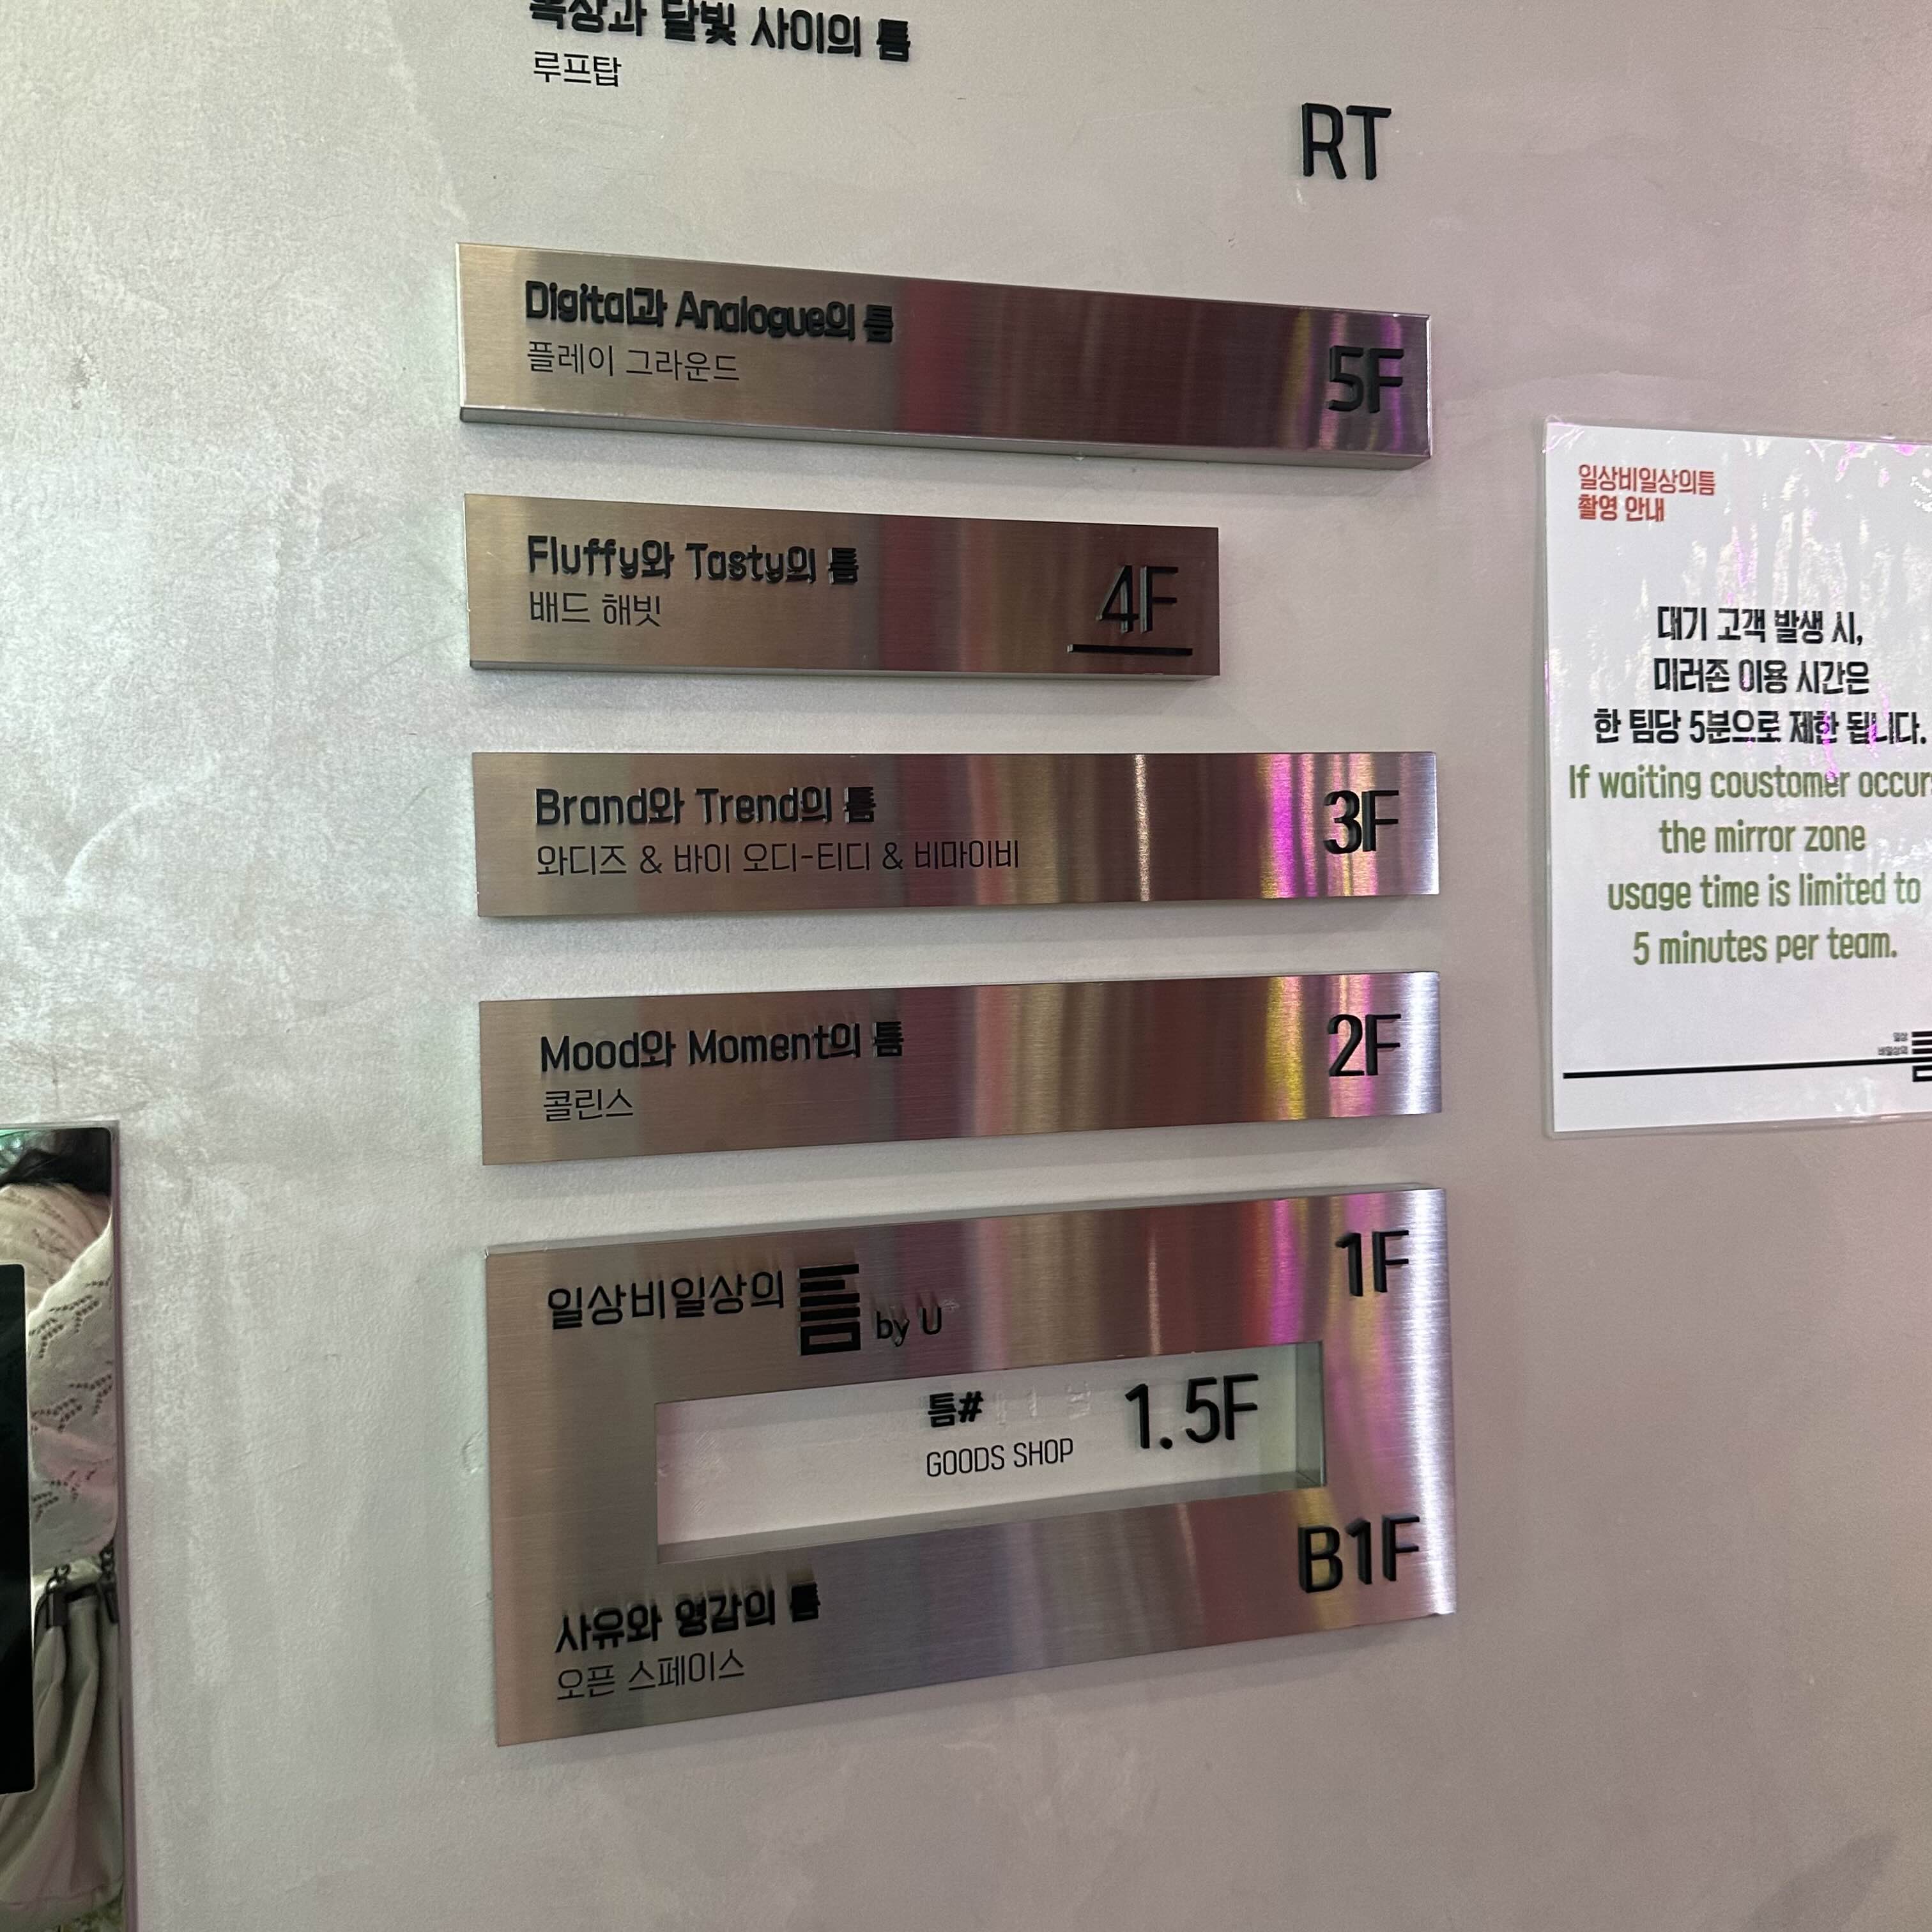 옥상과 달빛 사이의 틈
루프탑
RT
Digital과 Analogue의 틈
플레이 그라운드
5F
Fluffy와 Tasty의 틈
배드 해빗
4F
Brand와 Trend의 틈
와디즈 & 바이 오디-티디 & 비마이비
3F
Mood와 Moment의 틈
콜린스
2F
일상비일상의틈 by U⁺
1F
틈#
GOODS SHOP
1.5F
B1F
사유와 영감의 틈
오픈 스페이스
일상비일상의틈
촬영 안내
대기 고객 발생 시,
미러존 이용 시간은
한 팀당 5분으로 제한 됩니다.
If waiting coustomer occurs
the mirror zone
usage time is limited to
5 minutes per team.
일상
비일상의
틈